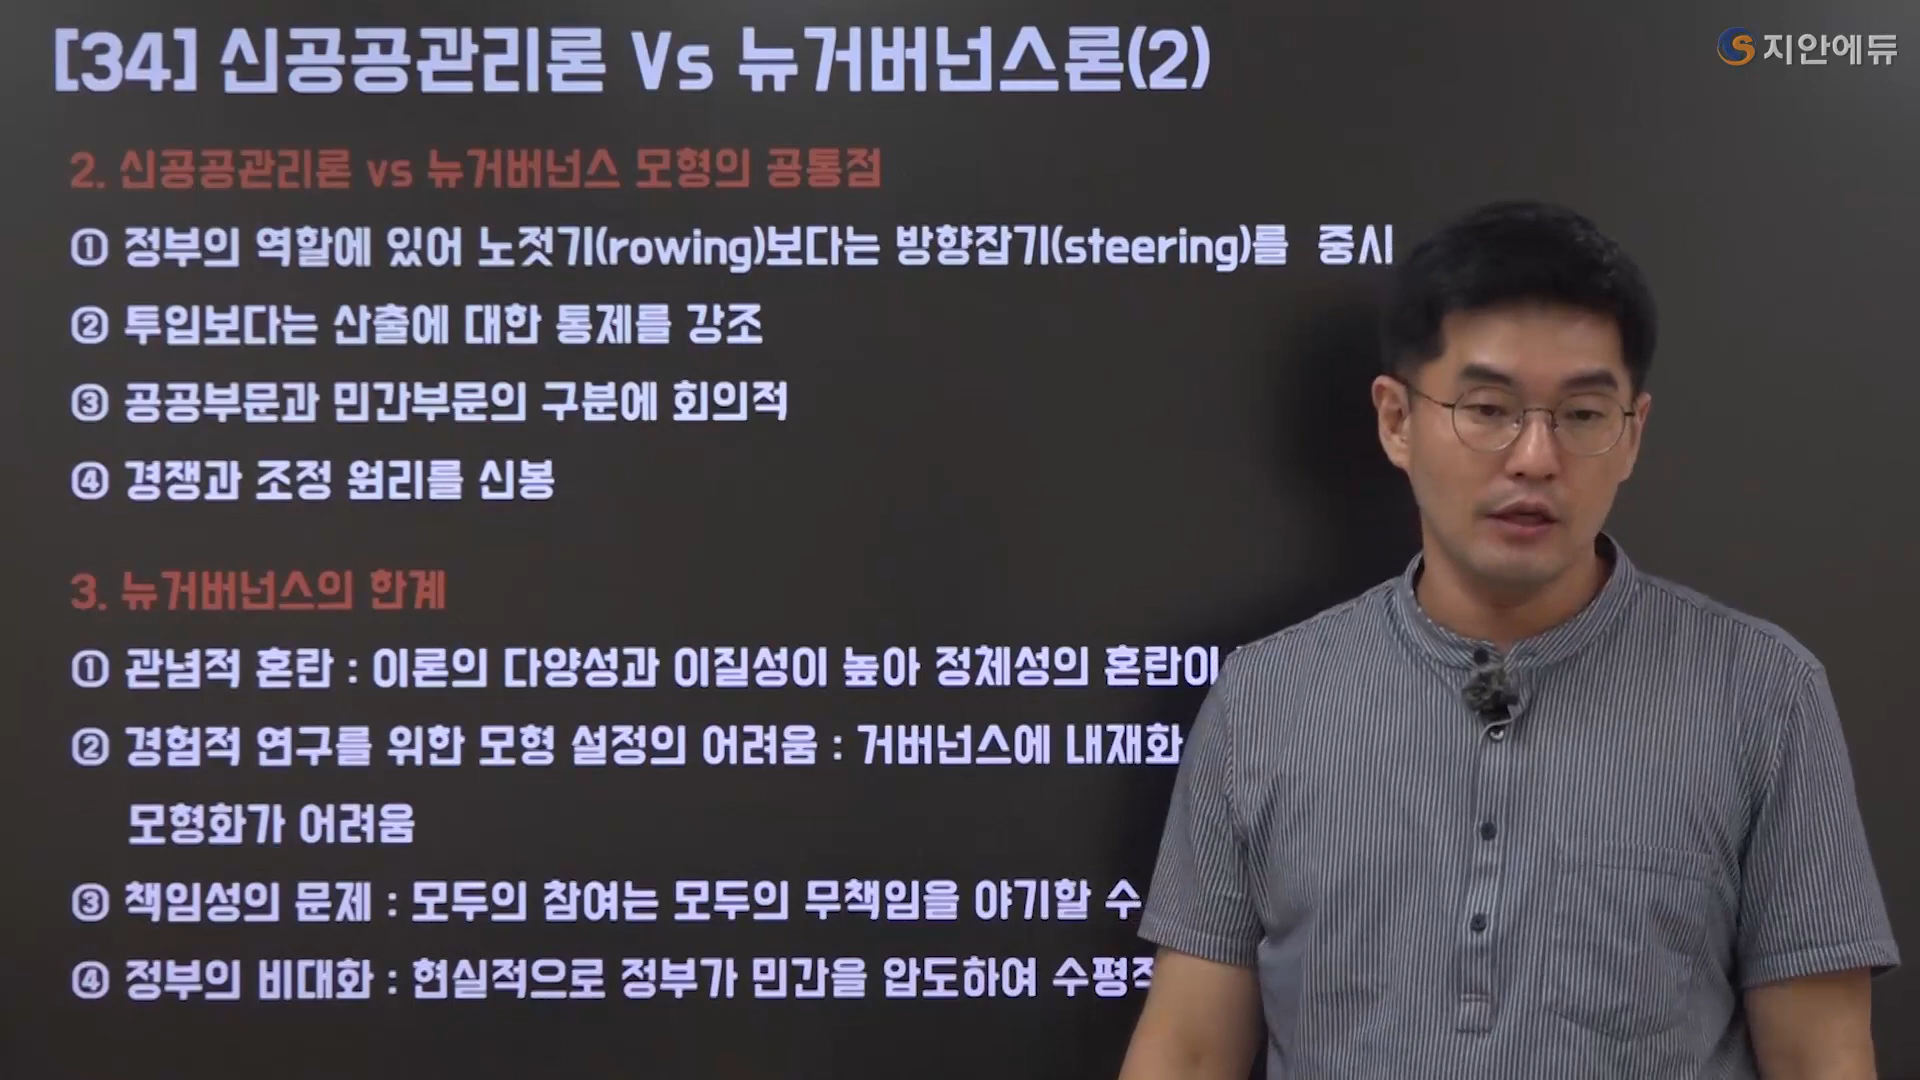 [34] 신공공관리론 Vs 뉴거버넌스론(2)
지안에듀
2. 신공공관리론 vs 뉴거버넌스 모형의 공통점
① 정부의 역할에 있어 노젓기(rowing)보다는 방향잡기(steering)를 중시
② 투입보다는 산출에 대한 통제를 강조
③ 공공부문과 민간부문의 구분에 회의적
④ 경쟁과 조정 원리를 신봉
3. 뉴거버넌스의 한계
① 관념적 혼란 : 이론의 다양성과 이질성이 높아 정체성의 혼란이
② 경험적 연구를 위한 모형 설정의 어려움 : 거버넌스에 내재화
모형화가 어려움
③ 책임성의 문제 : 모두의 참여는 모두의 무책임을 야기할 수
④ 정부의 비대화 : 현실적으로 정부가 민간을 압도하여